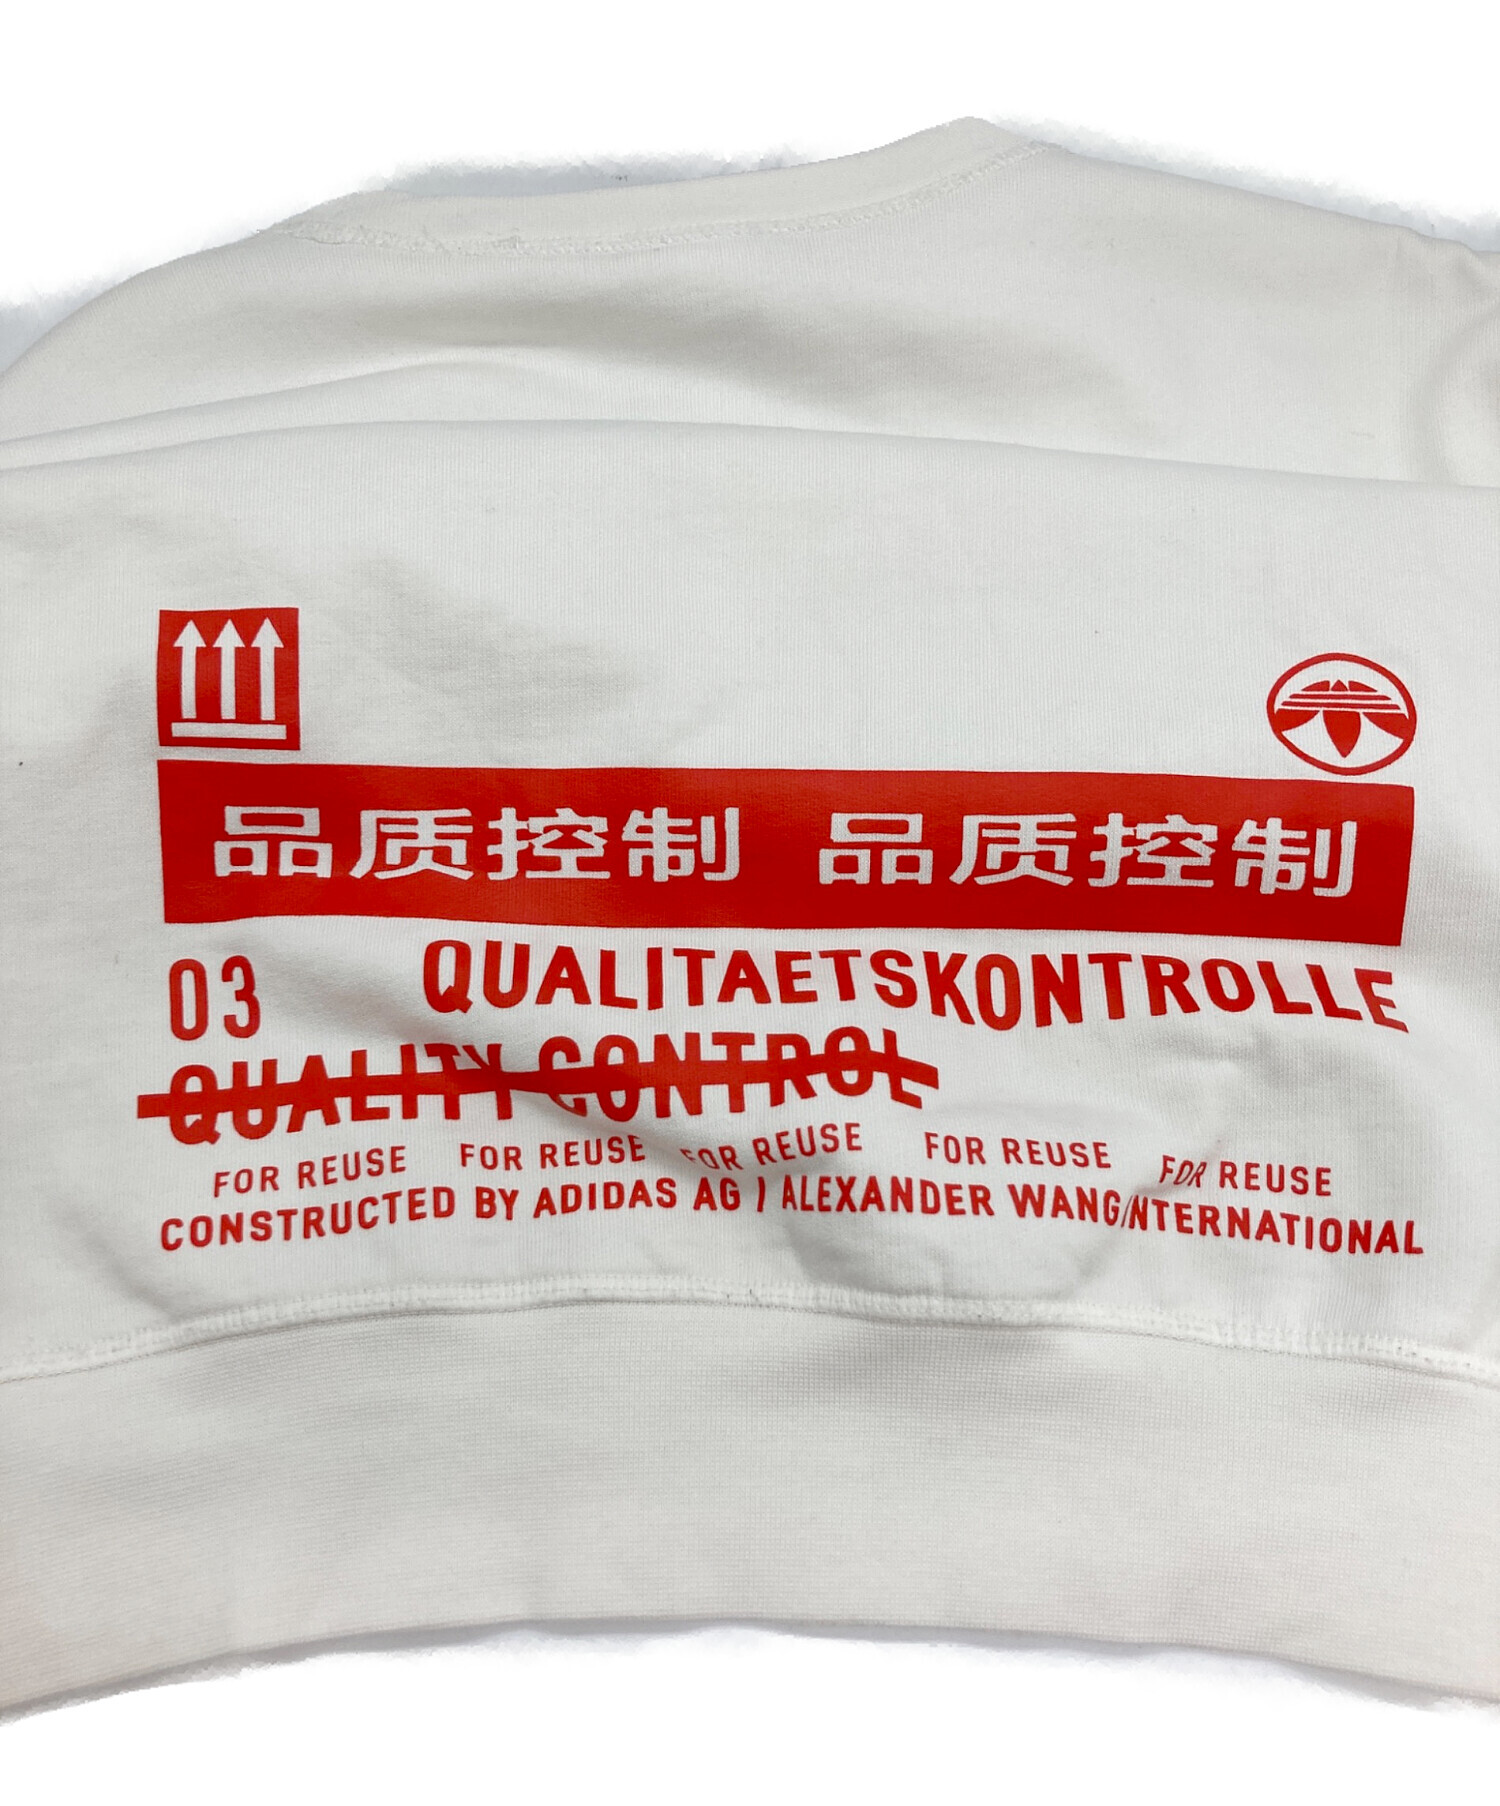 品质控制 品质控制
03 QUALITAETSKONTROLLE
QUALITY CONTROL
FOR REUSE FOR REUSE FOR REUSE FOR REUSE FOR REUSE
CONSTRUCTED BY ADIDAS AG / ALEXANDER WANG INTERNATIONAL